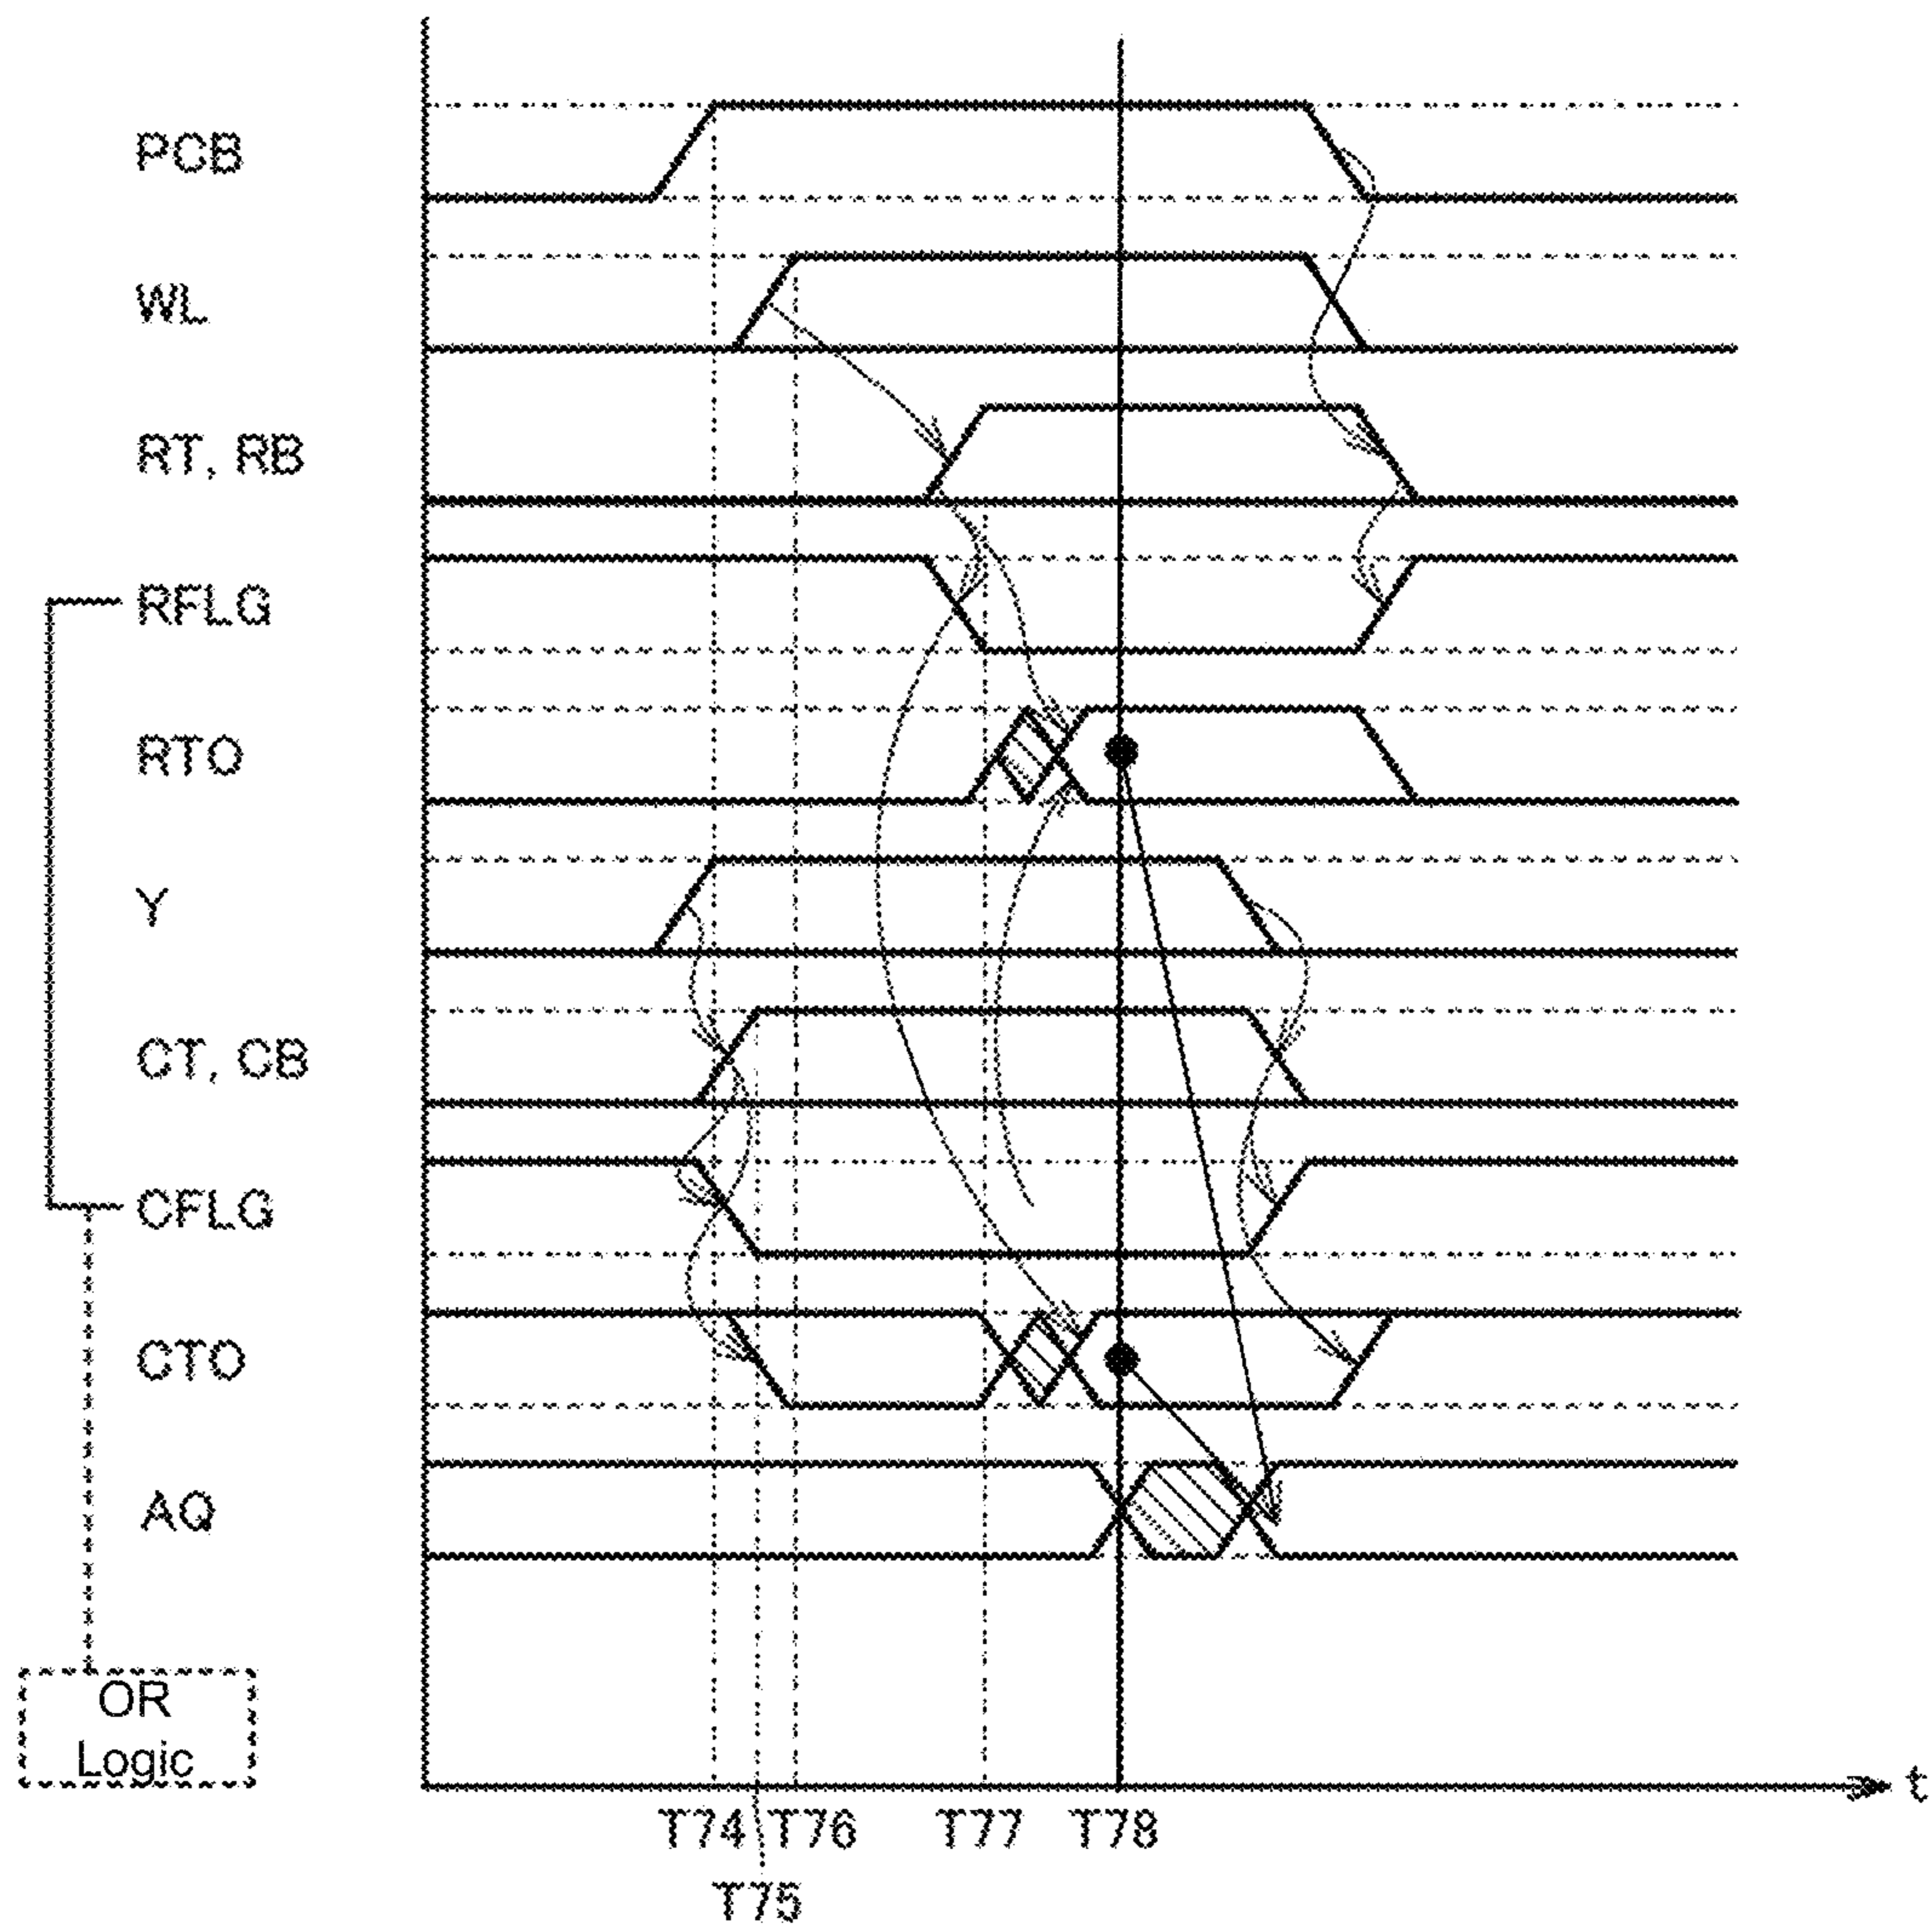 PCB
WL
RT, RB
RFLG
RTO
Y
CT, CB
CFLG
CTO
AQ
OR
Logic
t
T74 T76 T77 T78
T75